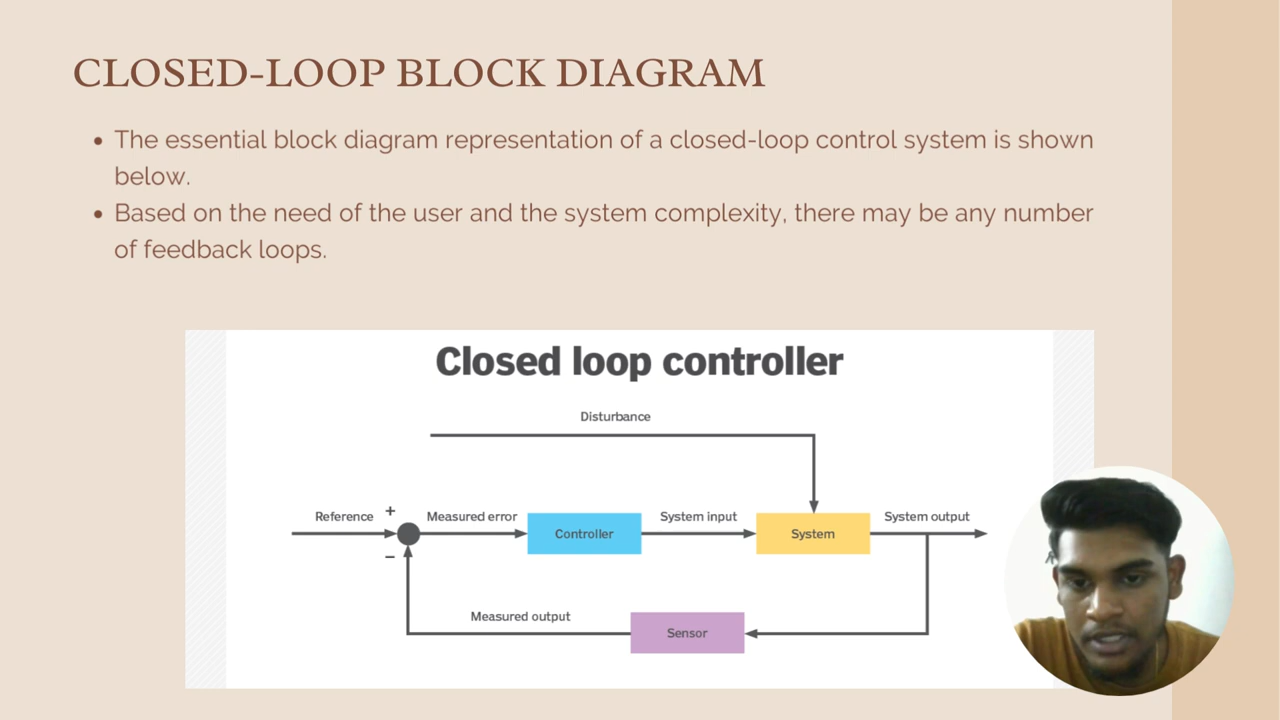 CLOSED-LOOP BLOCK DIAGRAM
The essential block diagram representation of a closed-loop control system is shown
below.
Based on the need of the user and the system complexity, there may be any number
of feedback loops.
Closed loop controller
Disturbance
Reference
+
Measured error
Controller
System input
System
System output
−
Measured output
Sensor